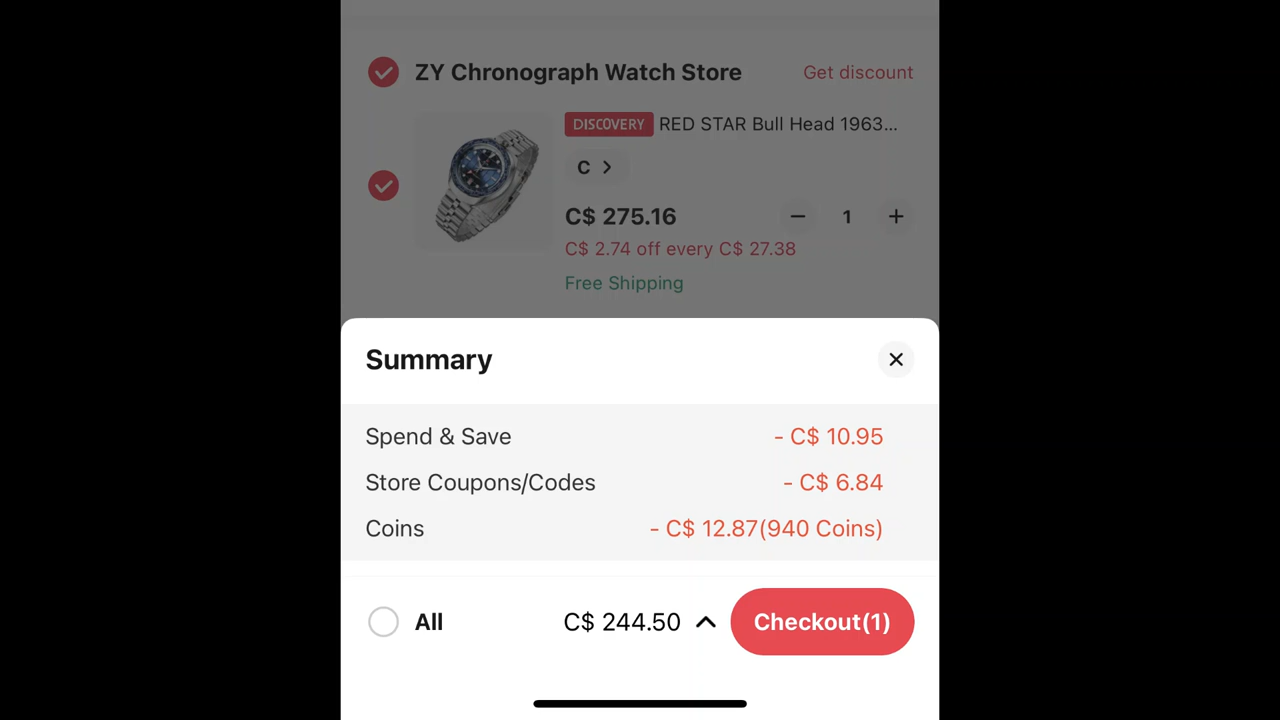 ZY Chronograph Watch Store Get discount
DISCOVERY RED STAR Bull Head 1963...
C >
C$ 275.16 − 1 +
C$ 2.74 off every C$ 27.38
Free Shipping
Summary
Spend & Save - C$ 10.95
Store Coupons/Codes - C$ 6.84
Coins - C$ 12.87(940 Coins)
All C$ 244.50 Checkout(1)